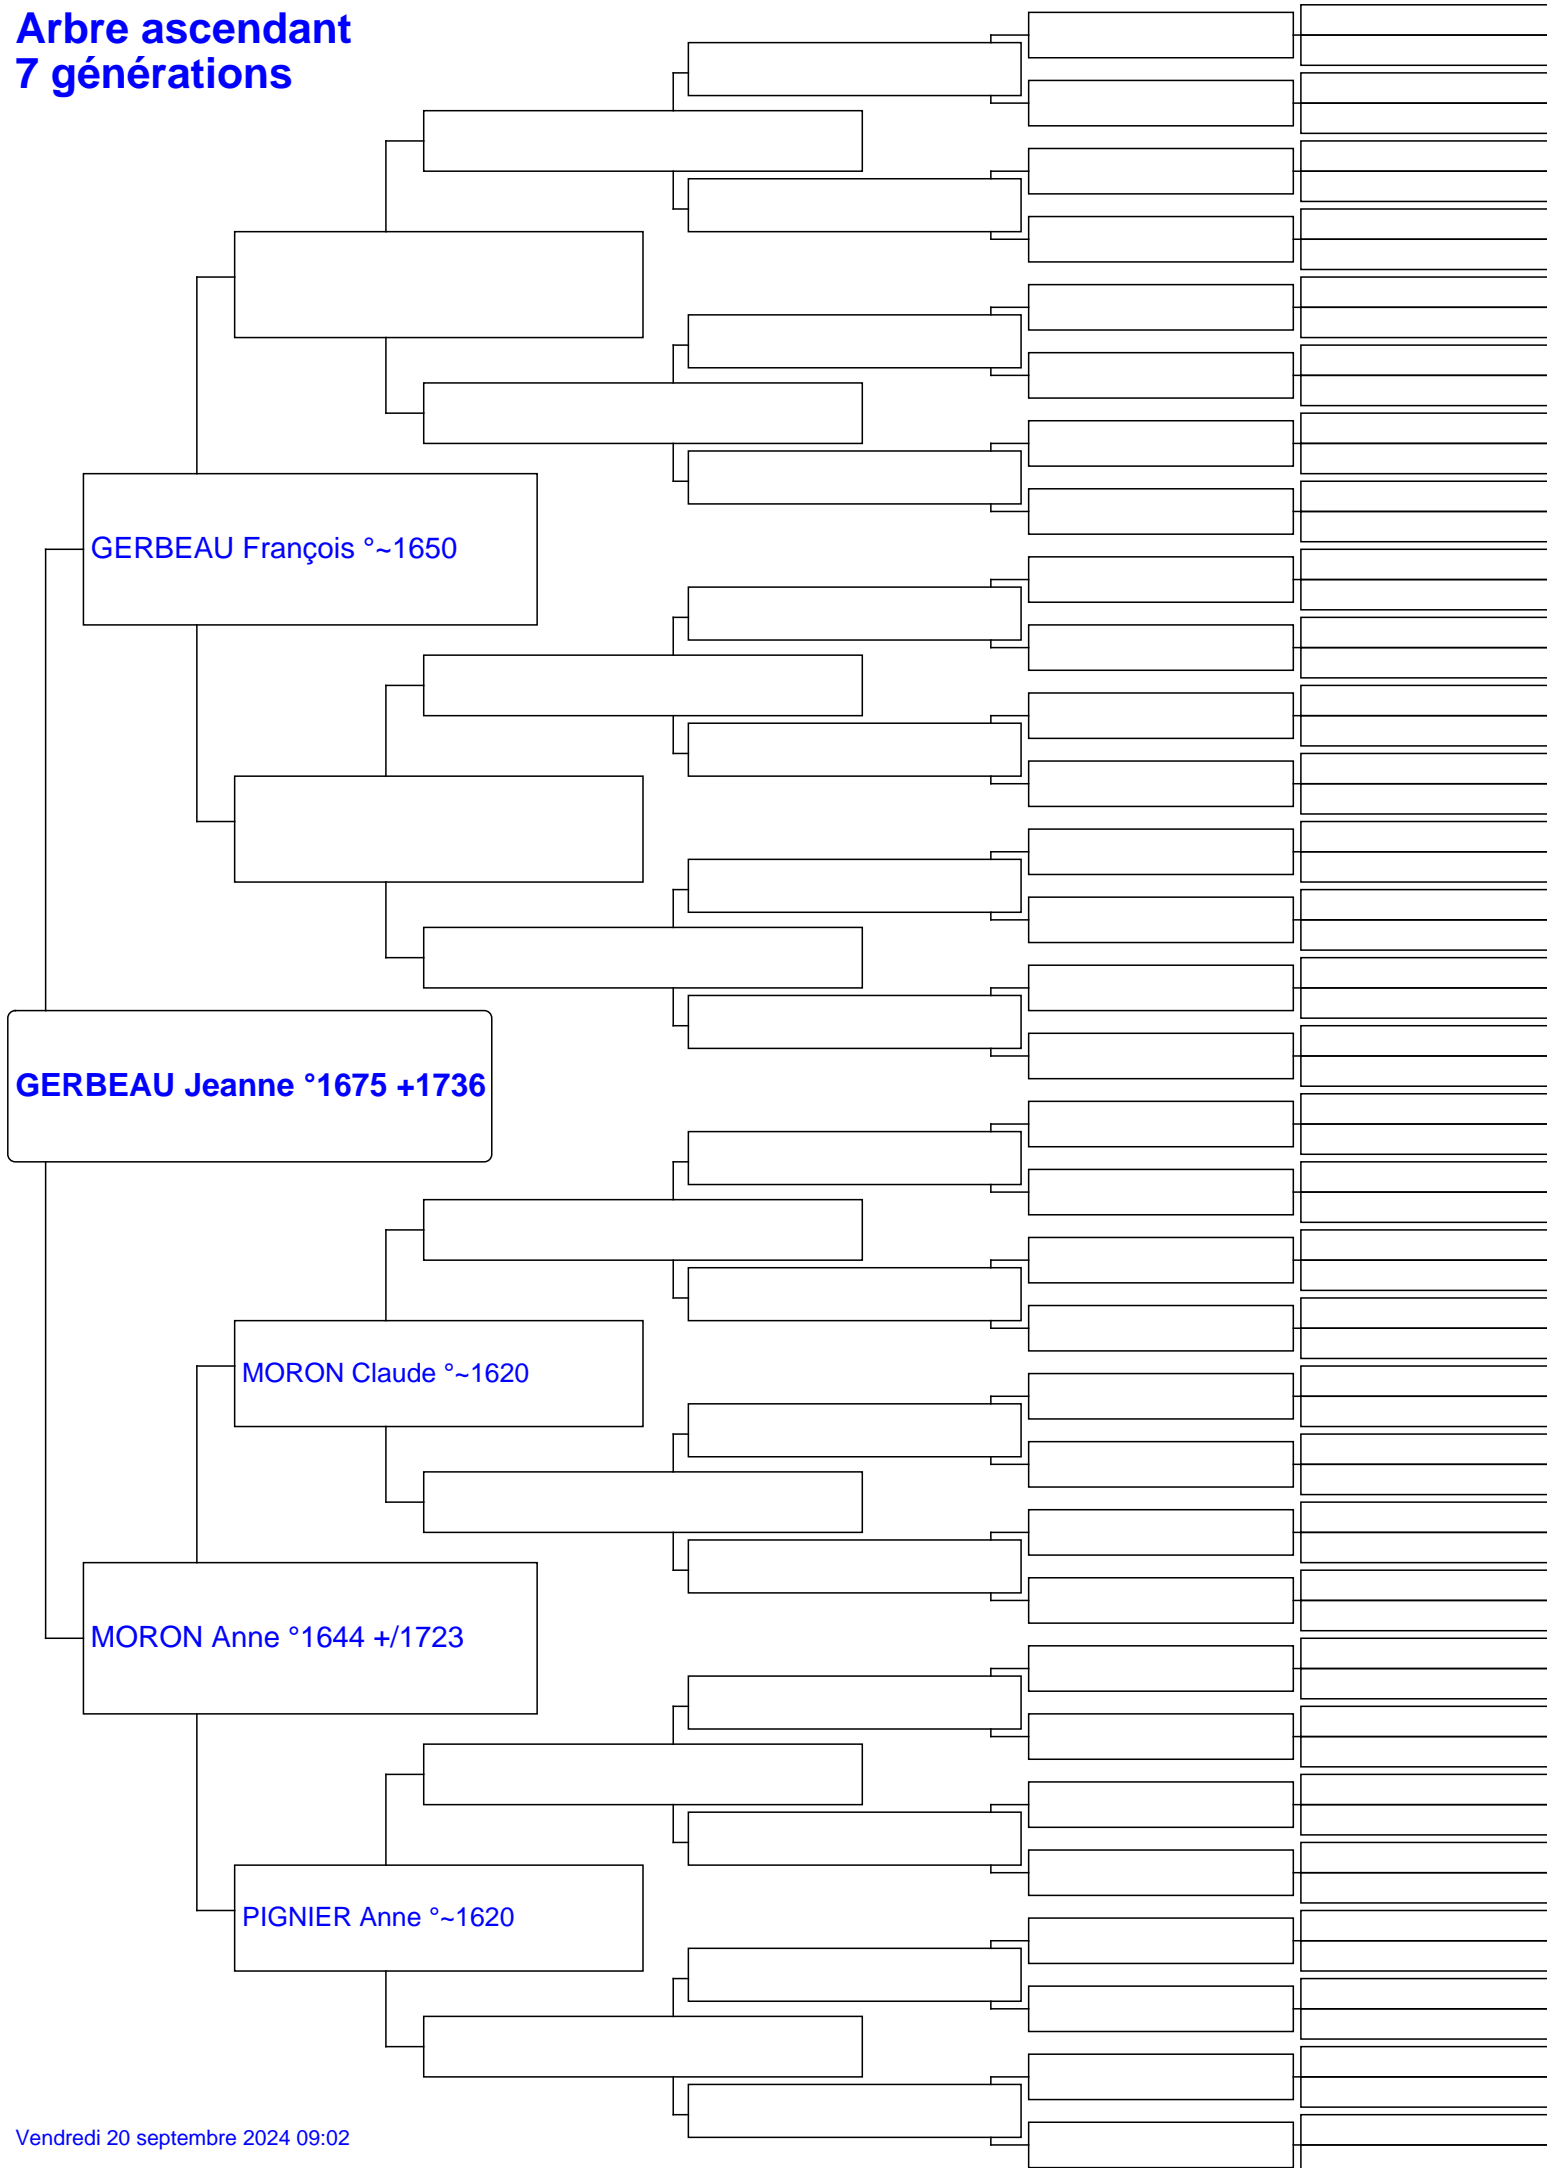 Arbre ascendant
7 générations
GERBEAU François °~1650
GERBEAU Jeanne °1675 +1736
MORON Claude °~1620
MORON Anne °1644 +/1723
PIGNIER Anne °~1620
Vendredi 20 septembre 2024 09:02